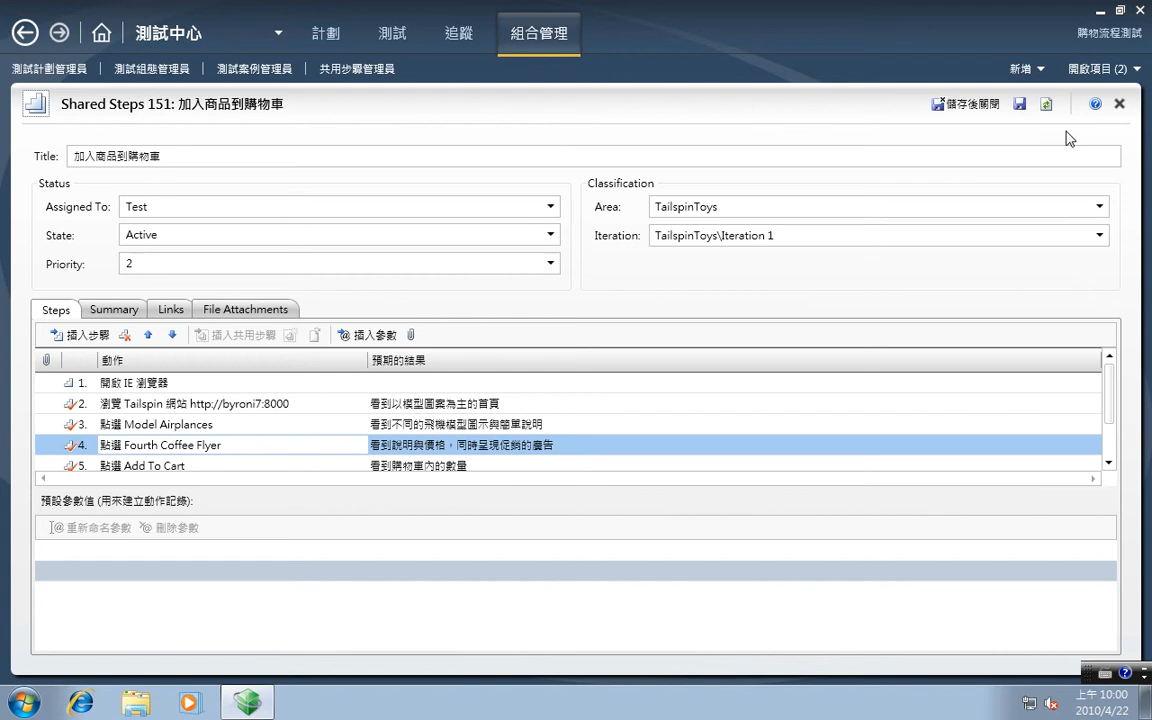 測試中心 計劃 測試 追蹤 組合管理 購物流程測試
測試計劃管理員 | 測試組態管理員 | 測試案例管理員 | 共用步驟管理員 新增 開啟項目 (2)
Shared Steps 151: 加入商品到購物車 儲存後關閉
Title: 加入商品到購物車
Status Classification
Assigned To: Test Area: TailspinToys
State: Active Iteration: TailspinToys\Iteration 1
Priority: 2
Steps Summary Links File Attachments
插入步驟 插入共用步驟 插入參數
動作 預期的結果
1. 開啟 IE 瀏覽器
2. 瀏覽 Tailspin 網站 http://byroni7:8000 看到以模型圖案為主的首頁
3. 點選 Model Airplances 看到不同的飛機模型圖示與簡單說明
4. 點選 Fourth Coffee Flyer 看到說明與價格，同時呈現促銷的廣告
5. 點選 Add To Cart 看到購物車內的數量
預設參數值 (用來建立動作記錄):
重新命名參數 刪除參數
上午 10:00
2010/4/22